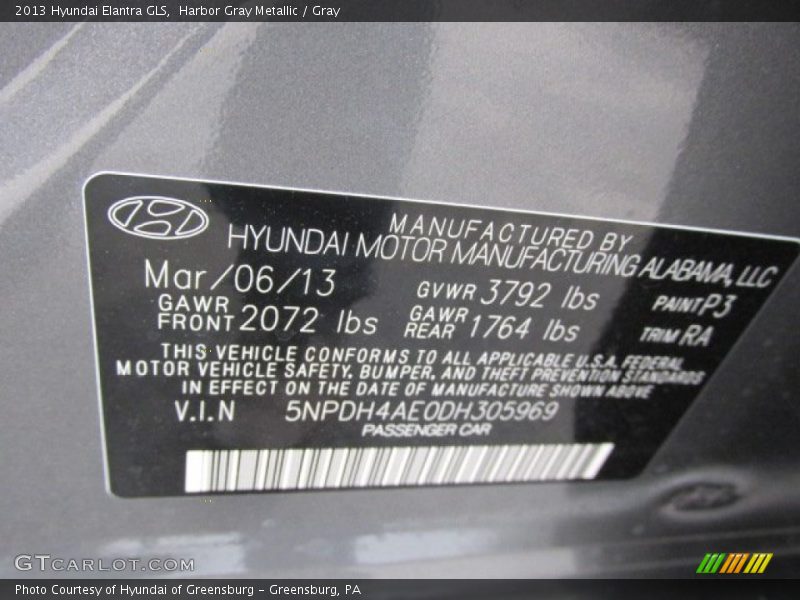 2013 Hyundai Elantra GLS,  Harbor Gray Metallic / Gray
MANUFACTURED BY
HYUNDAI MOTOR MANUFACTURING ALABAMA, LLC
Mar/06/13 GVWR 3792 lbs PAINT P3
GAWR FRONT 2072 lbs GAWR REAR 1764 lbs TRIM RA
THIS VEHICLE CONFORMS TO ALL APPLICABLE U.S.A. FEDERAL
MOTOR VEHICLE SAFETY, BUMPER, AND THEFT PREVENTION STANDARDS
IN EFFECT ON THE DATE OF MANUFACTURE SHOWN ABOVE
V.I.N 5NPDH4AE0DH305969
PASSENGER CAR
GTCARLOT.COM
Photo Courtesy of Hyundai of Greensburg - Greensburg, PA